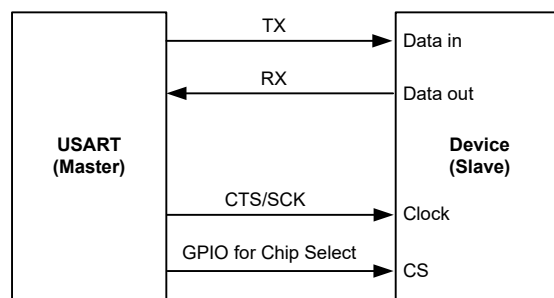 TX
Data in
RX
Data out
USART
(Master)
Device
(Slave)
CTS/SCK
Clock
GPIO for Chip Select
CS